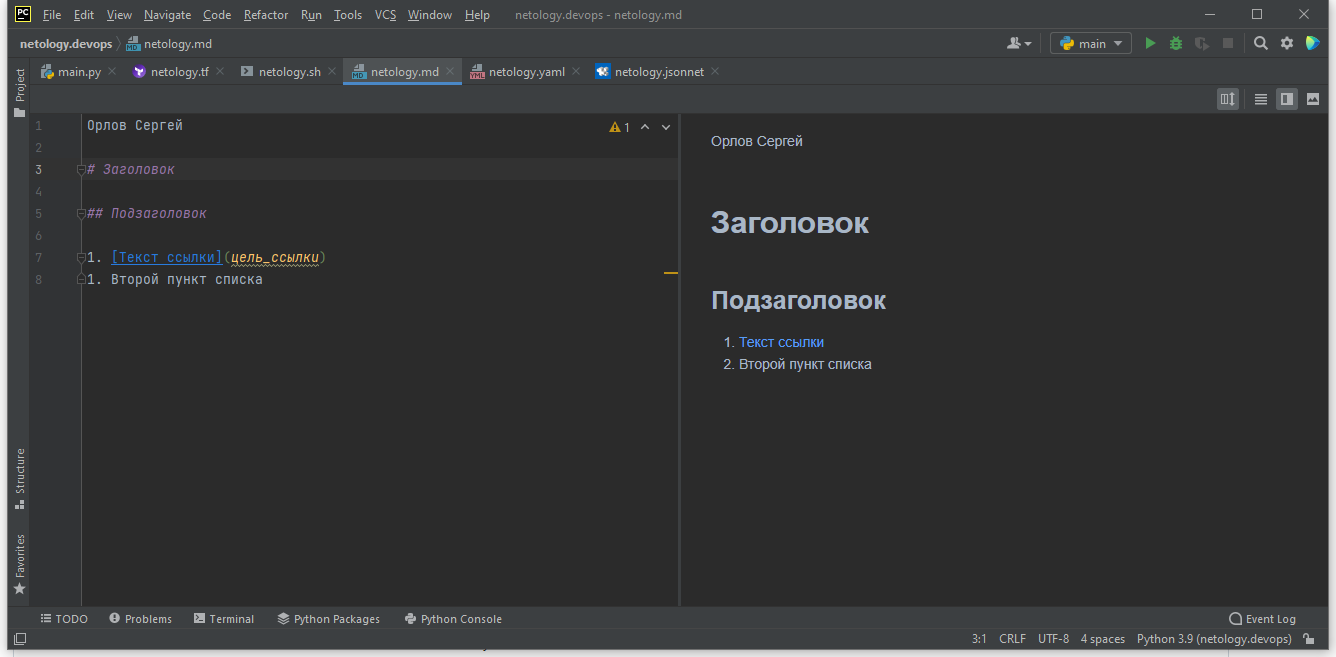 PC File Edit View Navigate Code Refactor Run Tools VCS Window Help netology.devops - netology.md
netology.devops netology.md main
main.py netology.tf netology.sh netology.md netology.yaml netology.jsonnet
Project
Structure
Favorites
1 Орлов Сергей
2
3 # Заголовок
4
5 ## Подзаголовок
6
7 1. [Текст ссылки](цель_ссылки)
8 1. Второй пункт списка
1
Орлов Сергей
Заголовок
Подзаголовок
1. Текст ссылки
2. Второй пункт списка
TODO Problems Terminal Python Packages Python Console Event Log
3:1 CRLF UTF-8 4 spaces Python 3.9 (netology.devops)